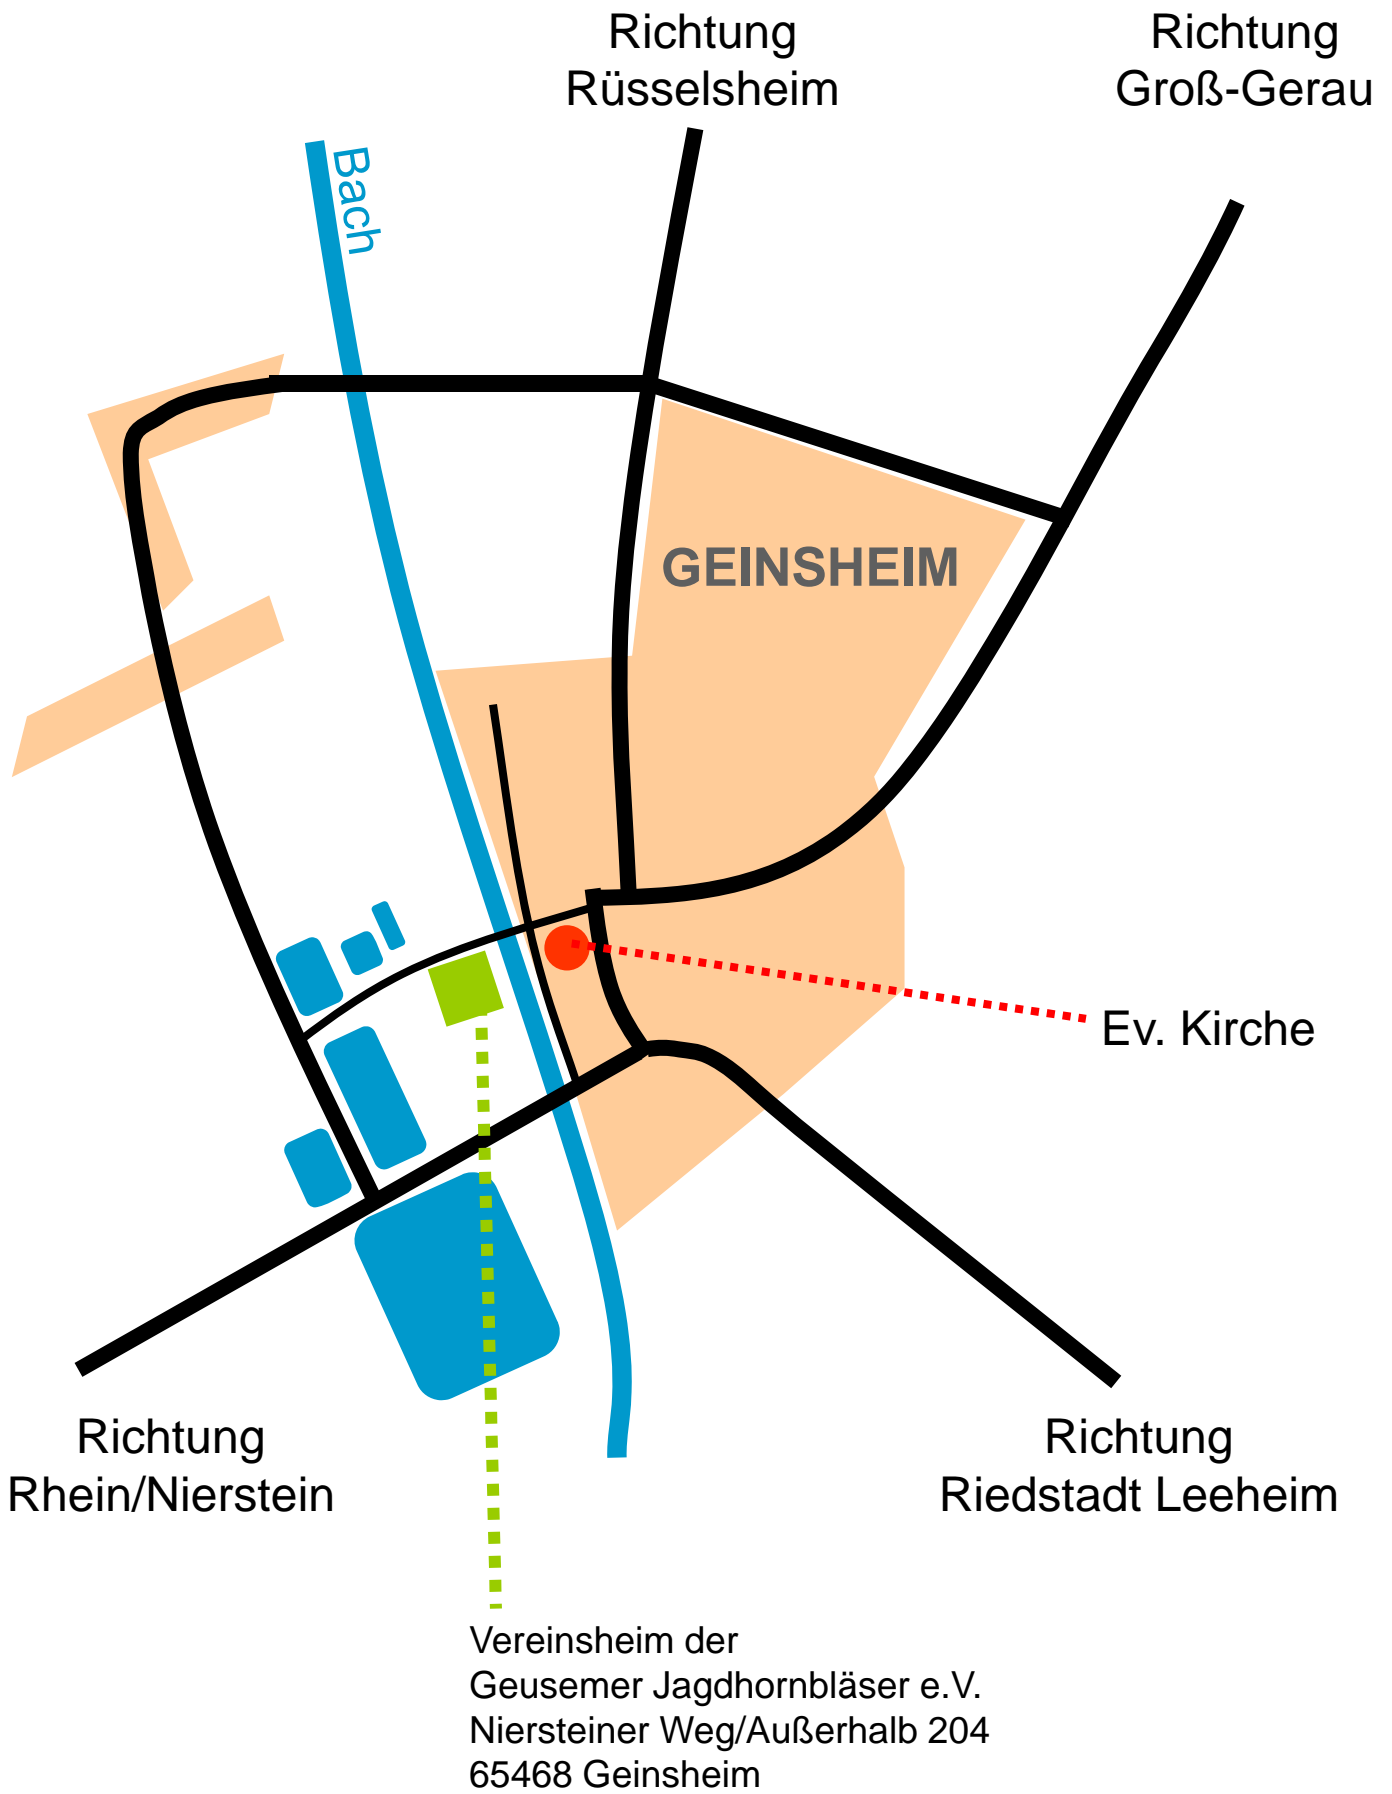 Richtung
Rüsselsheim
Richtung
Groß-Gerau
Bach
GEINSHEIM
Ev. Kirche
Richtung
Rhein/Nierstein
Richtung
Riedstadt Leeheim
Vereinsheim der
Geusemer Jagdhornbläser e.V.
Niersteiner Weg/Außerhalb 204
65468 Geinsheim